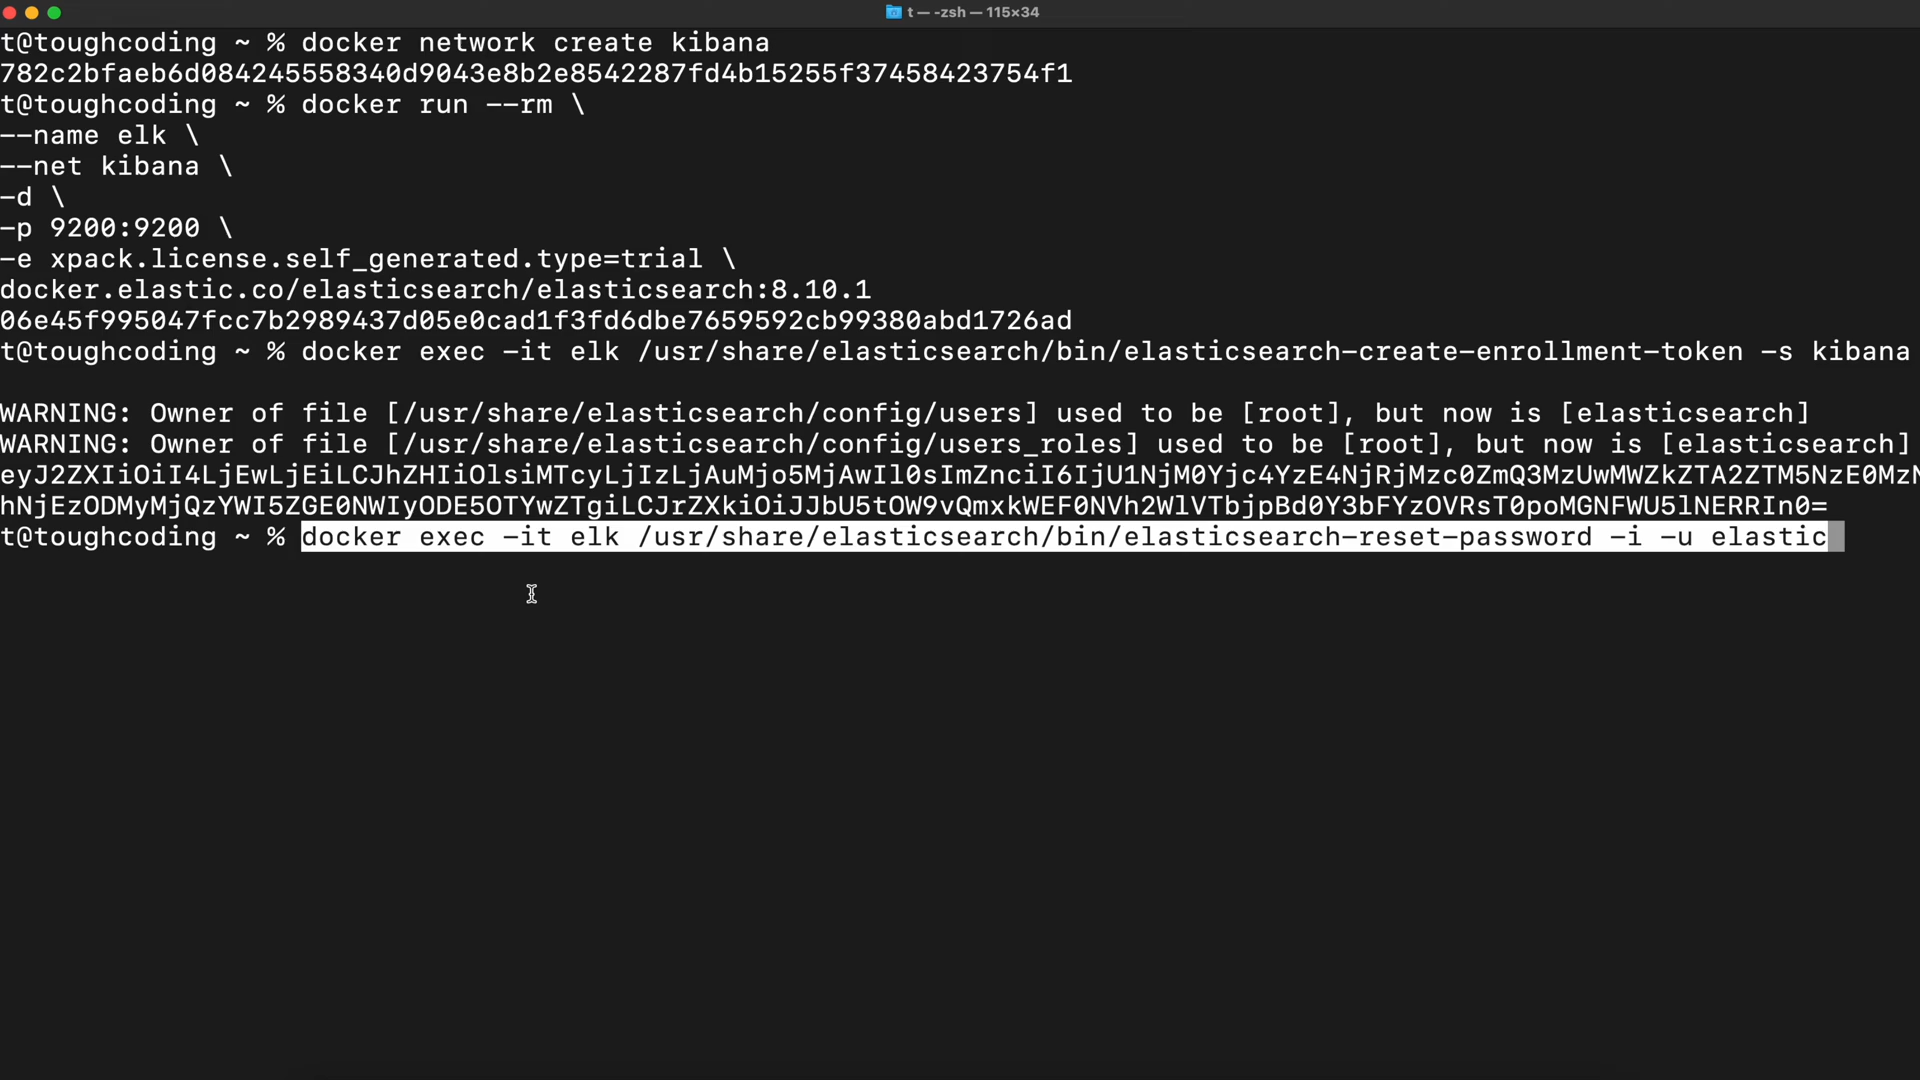 t — -zsh — 115×34
t@toughcoding ~ % docker network create kibana
782c2bfaeb6d084245558340d9043e8b2e8542287fd4b15255f37458423754f1
t@toughcoding ~ % docker run --rm \
--name elk \
--net kibana \
-d \
-p 9200:9200 \
-e xpack.license.self_generated.type=trial \
docker.elastic.co/elasticsearch/elasticsearch:8.10.1
06e45f995047fcc7b2989437d05e0cad1f3fd6dbe7659592cb99380abd1726ad
t@toughcoding ~ % docker exec -it elk /usr/share/elasticsearch/bin/elasticsearch-create-enrollment-token -s kibana
WARNING: Owner of file [/usr/share/elasticsearch/config/users] used to be [root], but now is [elasticsearch]
WARNING: Owner of file [/usr/share/elasticsearch/config/users_roles] used to be [root], but now is [elasticsearch]
eyJ2ZXIiOiI4LjEwLjEiLCJhZHIiOlsiMTcyLjIzLjAuMjo5MjAwIl0sImZnciI6IjU1NjM0Yjc4YzE4NjRjMzc0ZmQ3MzUwMWZkZTA2ZTM5NzE0MzN
hNjEzODMyMjQzYWI5ZGE0NWIyODE5OTYwZTgiLCJrZXkiOiJJbU5tOW9vQmxkWEF0NVh2WlVTbjpBd0Y3bFYzOVRsT0poMGNFWU5lNERRIn0=
t@toughcoding ~ % docker exec -it elk /usr/share/elasticsearch/bin/elasticsearch-reset-password -i -u elastic